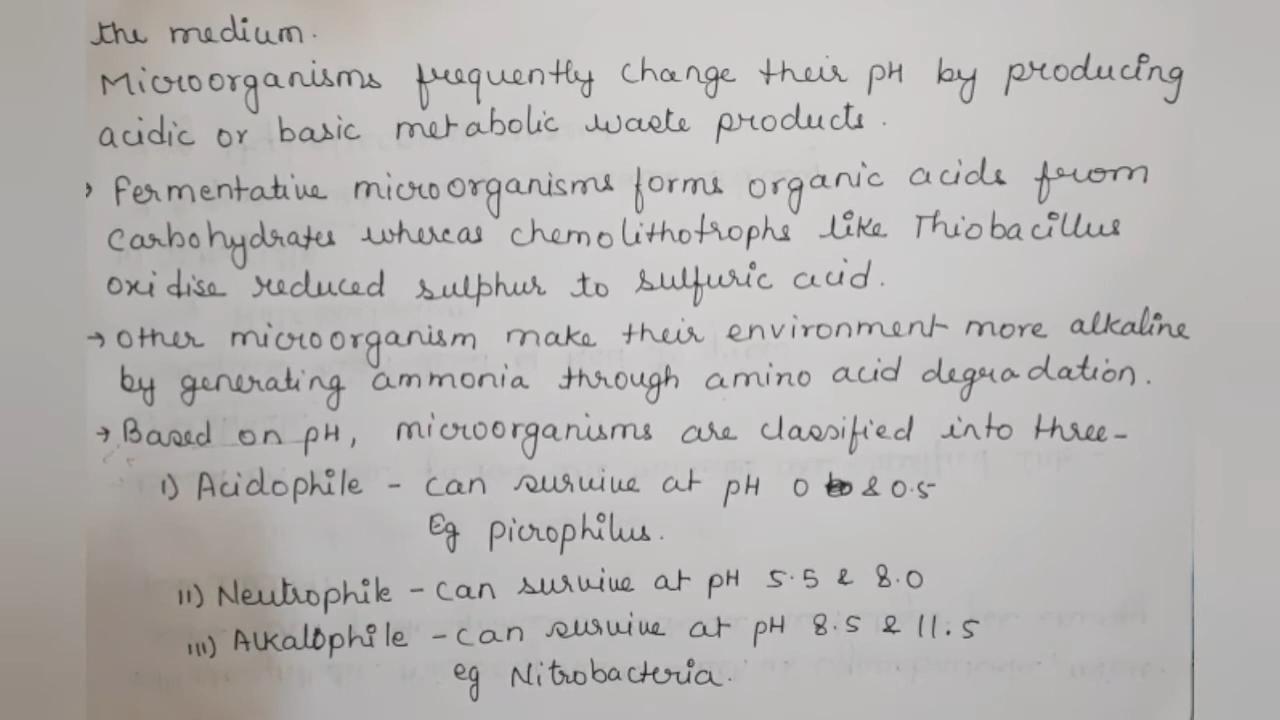 the medium.
Microorganisms frequently change their pH by producing
acidic or basic metabolic waste products.
Fermentative microorganisms forms organic acids from
carbohydrates whereas chemolithotrophs like Thiobacillus
oxidise reduced sulphur to sulfuric acid.
→ Other microorganism make their environment more alkaline
by generating ammonia through amino acid degradation.
→ Based on pH, microorganisms are classified into three-
i) Acidophile - can survive at pH 0 & 0.5
Eg picrophilus.
ii) Neutrophile - can survive at pH 5.5 & 8.0
iii) Alkalophile - can survive at pH 8.5 & 11.5
eg Nitrobacteria.